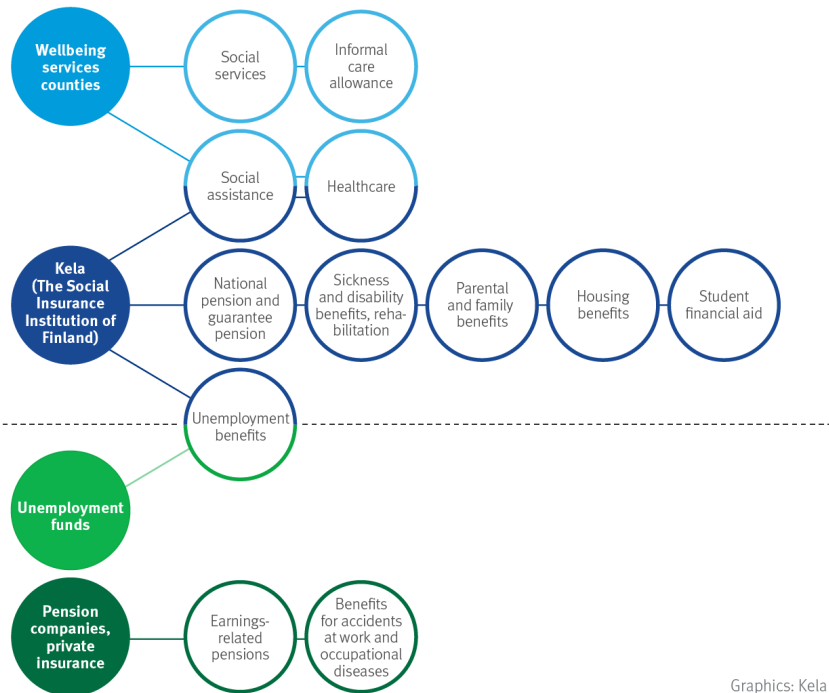 Wellbeing
services
counties
Social
services
Informal
care
allowance
Social
assistance
Healthcare
Kela
(The Social
Insurance
Institution of
Finland)
National
pension and
guarantee
pension
Sickness
and disability
benefits, reha-
bilitation
Parental
and family
benefits
Housing
benefits
Student
financial aid
Unemployment
benefits
Unemployment
funds
Pension
companies,
private
insurance
Earnings-
related
pensions
Benefits
for accidents
at work and
occupational
diseases
Graphics: Kela